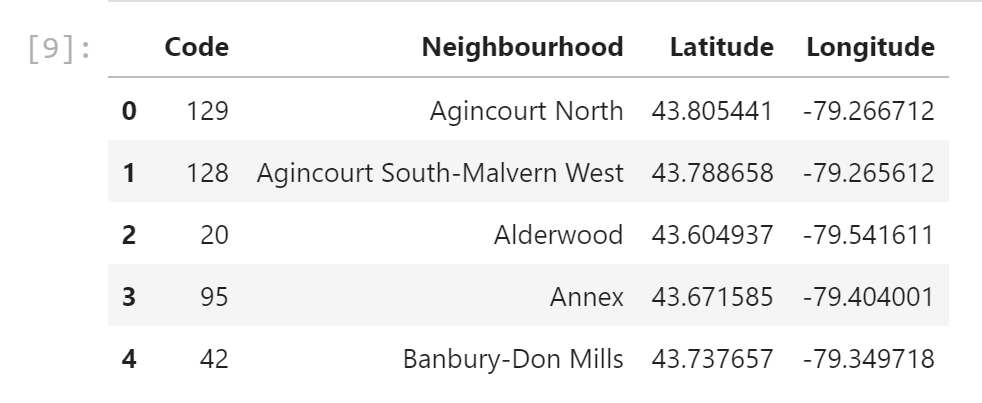 [9]:
Code Neighbourhood Latitude Longitude
0 129 Agincourt North 43.805441 -79.266712
1 128 Agincourt South-Malvern West 43.788658 -79.265612
2 20 Alderwood 43.604937 -79.541611
3 95 Annex 43.671585 -79.404001
4 42 Banbury-Don Mills 43.737657 -79.349718